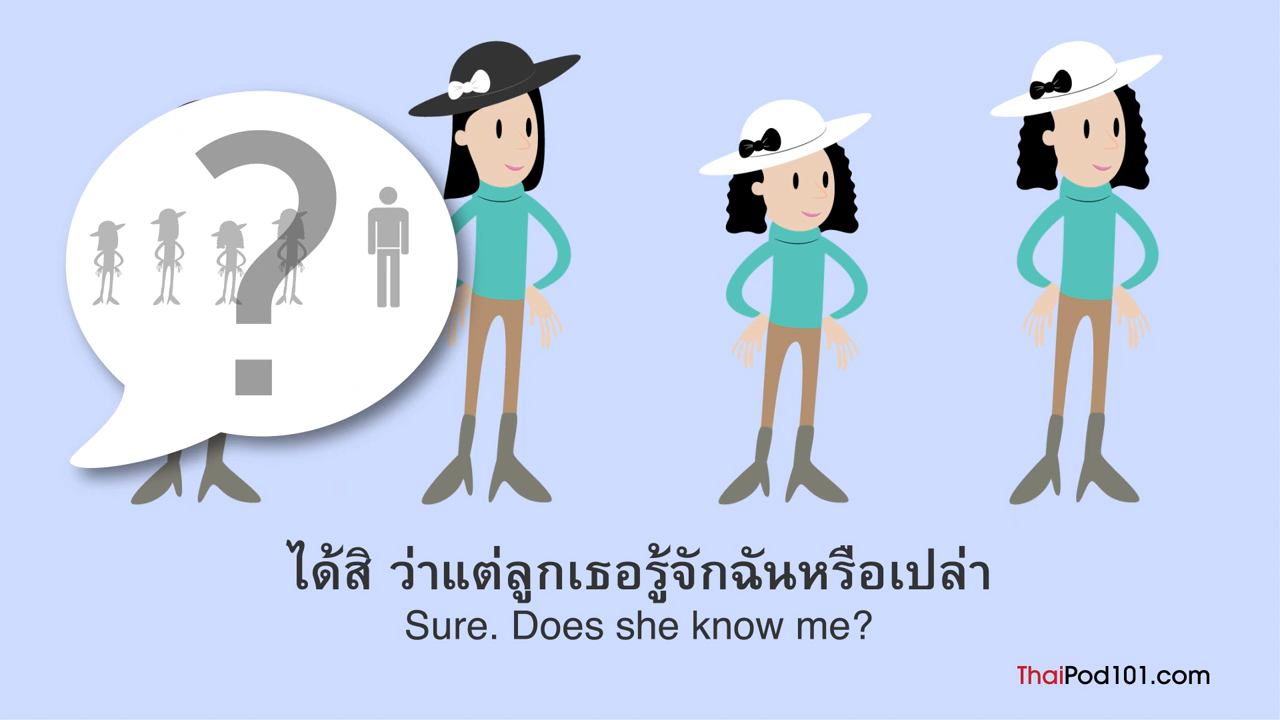 ?
ได้สิ ว่าแต่ลูกเธอรู้จักฉันหรือเปล่า
Sure. Does she know me?
ThaiPod101.com